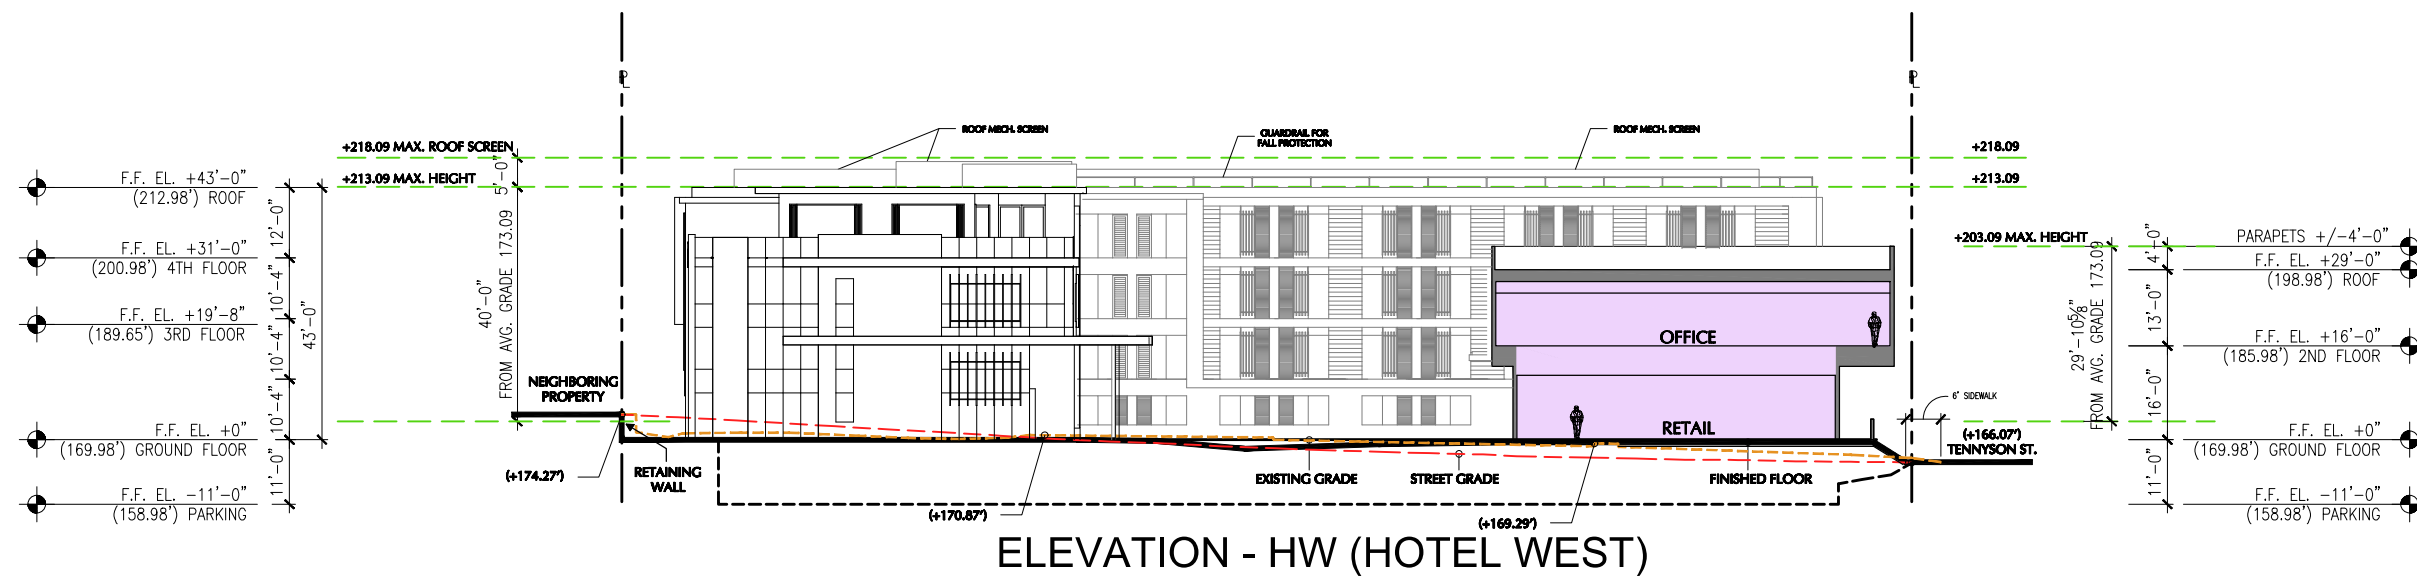 ℄
℄
ROOF MECH. SCREEN
GUARDRAIL FOR
FALL PROTECTION
ROOF MECH. SCREEN
+218.09 MAX. ROOF SCREEN
+213.09 MAX. HEIGHT
+218.09
+213.09
+203.09 MAX. HEIGHT
F.F. EL. +43'-0"
(212.98') ROOF
F.F. EL. +31'-0"
(200.98') 4TH FLOOR
F.F. EL. +19'-8"
(189.65') 3RD FLOOR
F.F. EL. +0"
(169.98') GROUND FLOOR
F.F. EL. -11'-0"
(158.98') PARKING
12'-0"
10'-4"
10'-4"
10'-4"
11'-0"
43'-0"
5'-0"
40'-0"
FROM AVG. GRADE 173.09
NEIGHBORING
PROPERTY
(+174.27')
RETAINING
WALL
(+170.87')
EXISTING GRADE
STREET GRADE
(+169.29')
FINISHED FLOOR
OFFICE
RETAIL
6' SIDEWALK
(+166.07')
TENNYSON ST.
29'-10⅝"
FROM AVG. GRADE 173.09
4'-0"
13'-0"
16'-0"
11'-0"
PARAPETS +/-4'-0"
F.F. EL. +29'-0"
(198.98') ROOF
F.F. EL. +16'-0"
(185.98') 2ND FLOOR
F.F. EL. +0"
(169.98') GROUND FLOOR
F.F. EL. -11'-0"
(158.98') PARKING
ELEVATION - HW (HOTEL WEST)